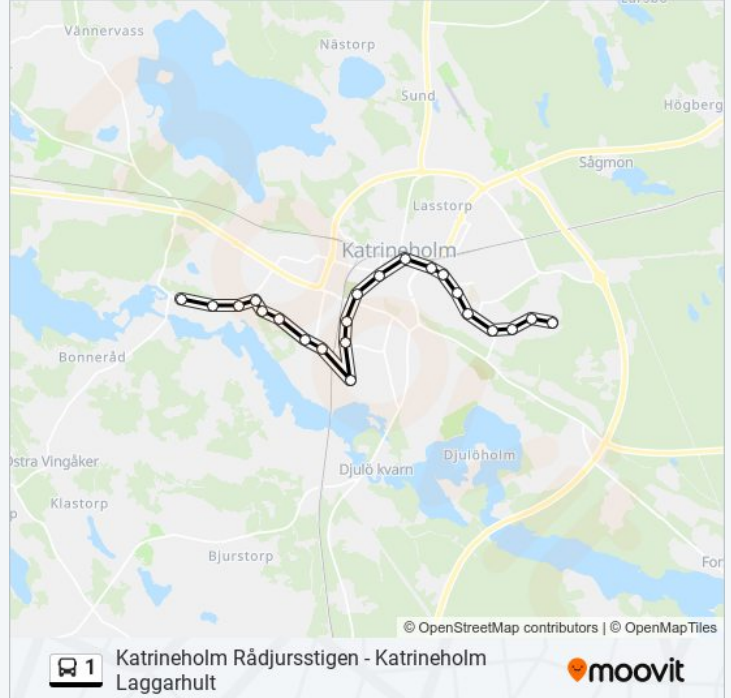 Larsbo
Vännervass
Nästorp
Sund
Högberg
Sågmon
Lasstorp
Katrineholm
Bonneråd
Djulöholm
Östra Vingåker
Djulö kvarn
Klastorp
Bjurstorp
For
© OpenStreetMap contributors | © OpenMapTiles
1
Katrineholm Rådjursstigen - Katrineholm
Laggarhult
moovit